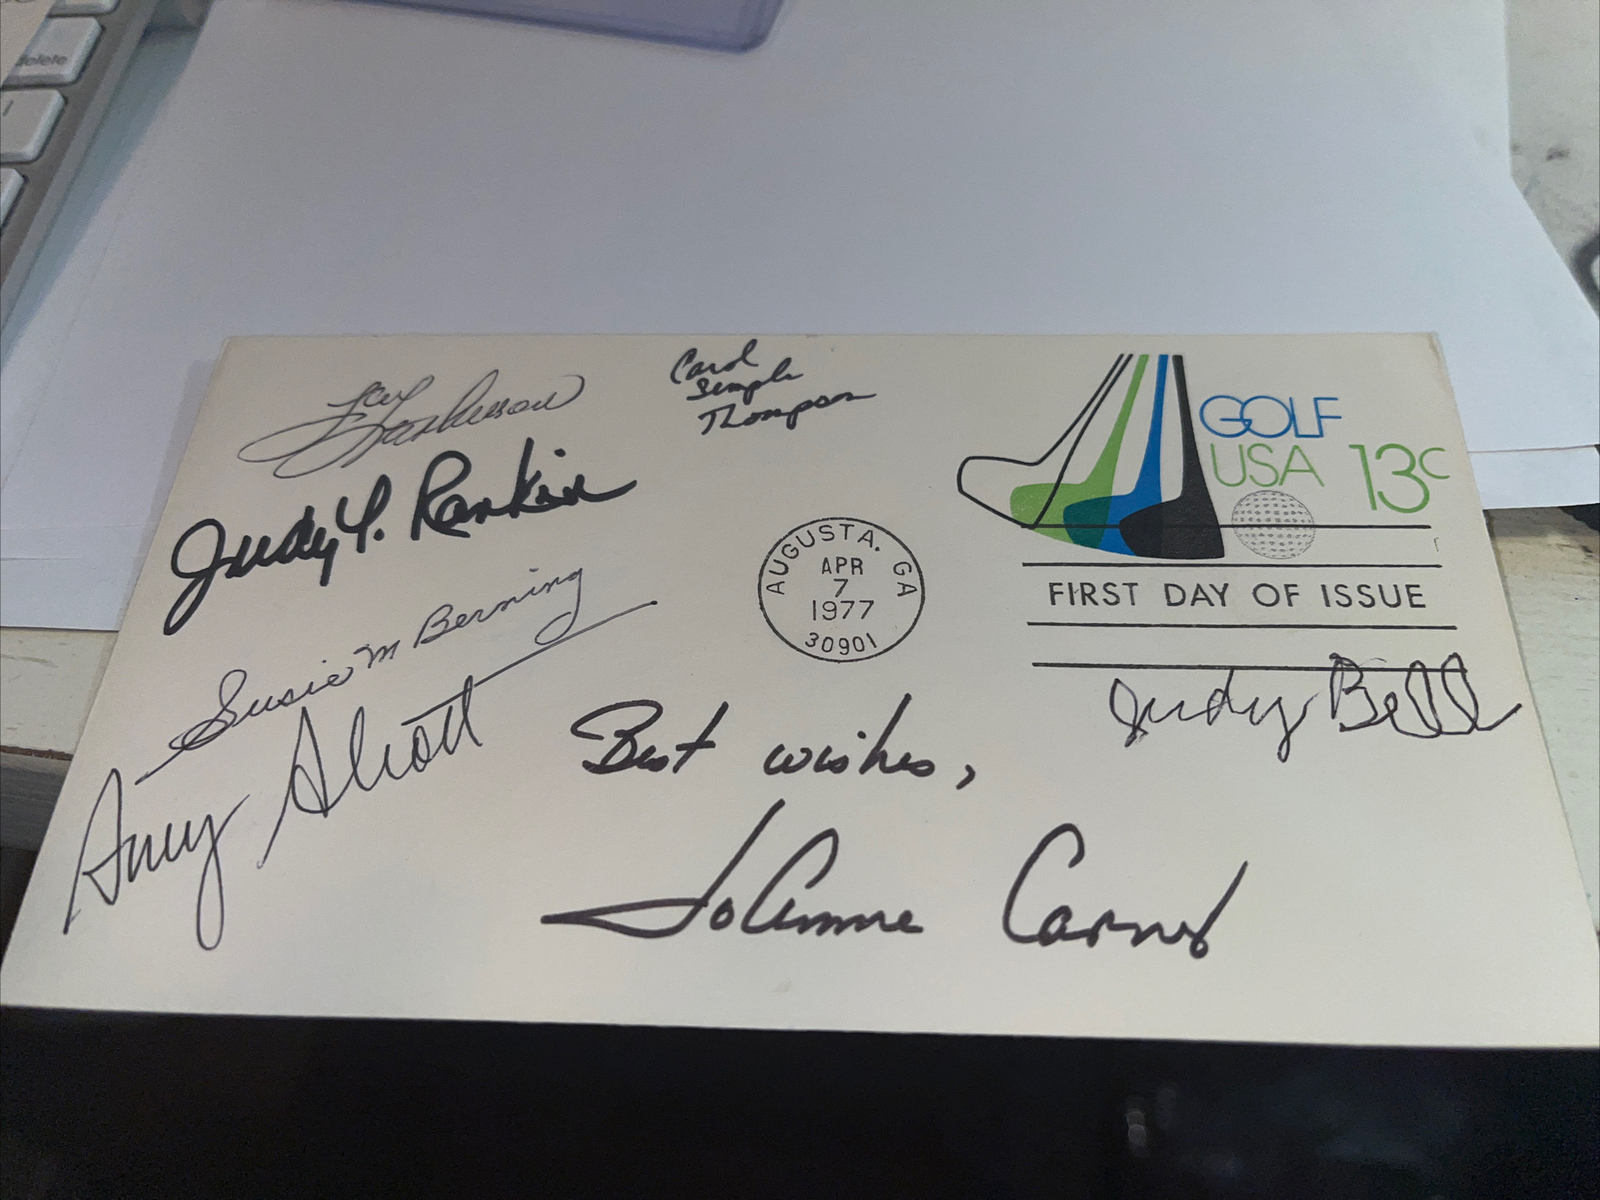 delete
Carol
Semple
Thompson
Judy T. Rankin
Susie M Berning
Amy Alcott
GOLF
USA 13c
AUGUSTA. GA
APR
7
1977
30901
FIRST DAY OF ISSUE
Judy Bell
Best wishes,
JoAnne Carner